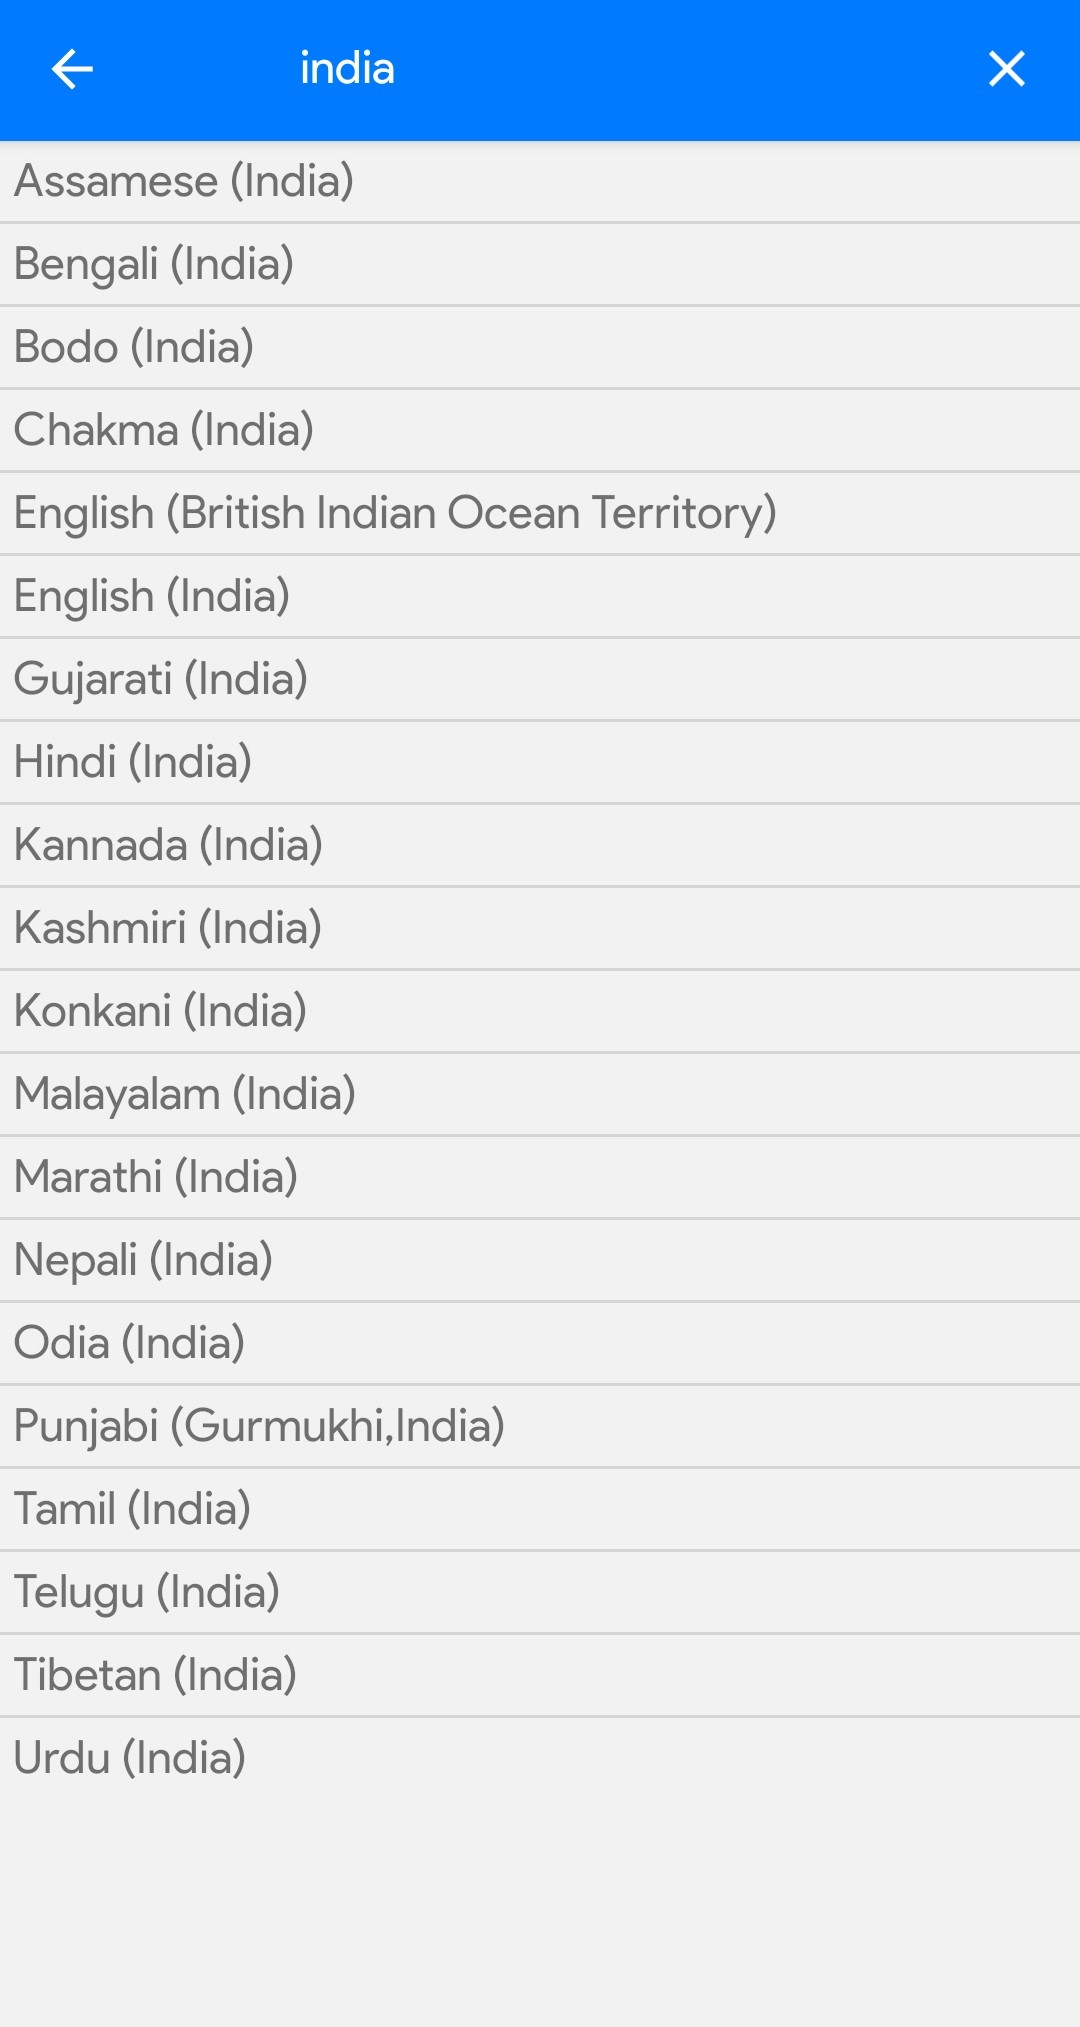 india
Assamese (India)
Bengali (India)
Bodo (India)
Chakma (India)
English (British Indian Ocean Territory)
English (India)
Gujarati (India)
Hindi (India)
Kannada (India)
Kashmiri (India)
Konkani (India)
Malayalam (India)
Marathi (India)
Nepali (India)
Odia (India)
Punjabi (Gurmukhi,India)
Tamil (India)
Telugu (India)
Tibetan (India)
Urdu (India)